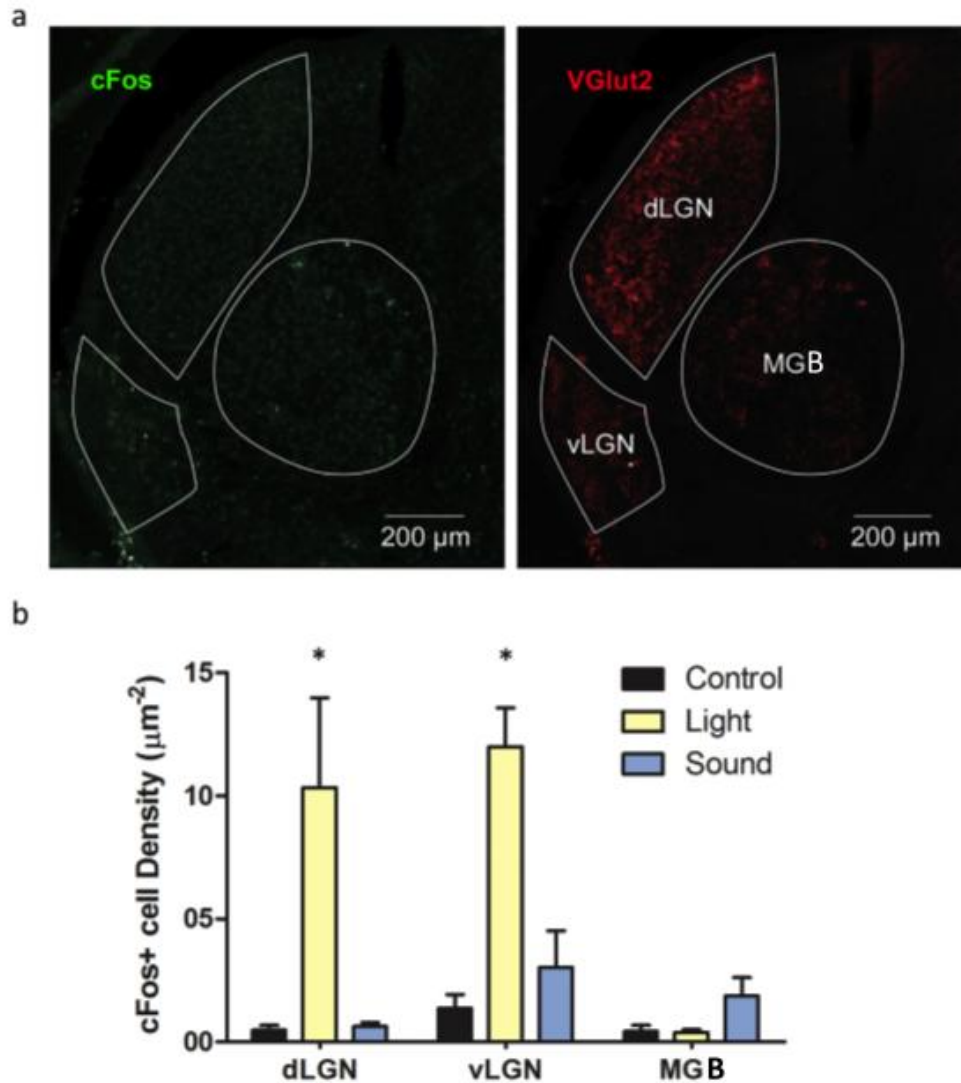 a
cFos
VGlut2
dLGN
MGB
vLGN
200 µm
200 µm
b
* *
15
10
05
00
cFos+ cell Density (µm⁻²)
Control
Light
Sound
dLGN vLGN MGB